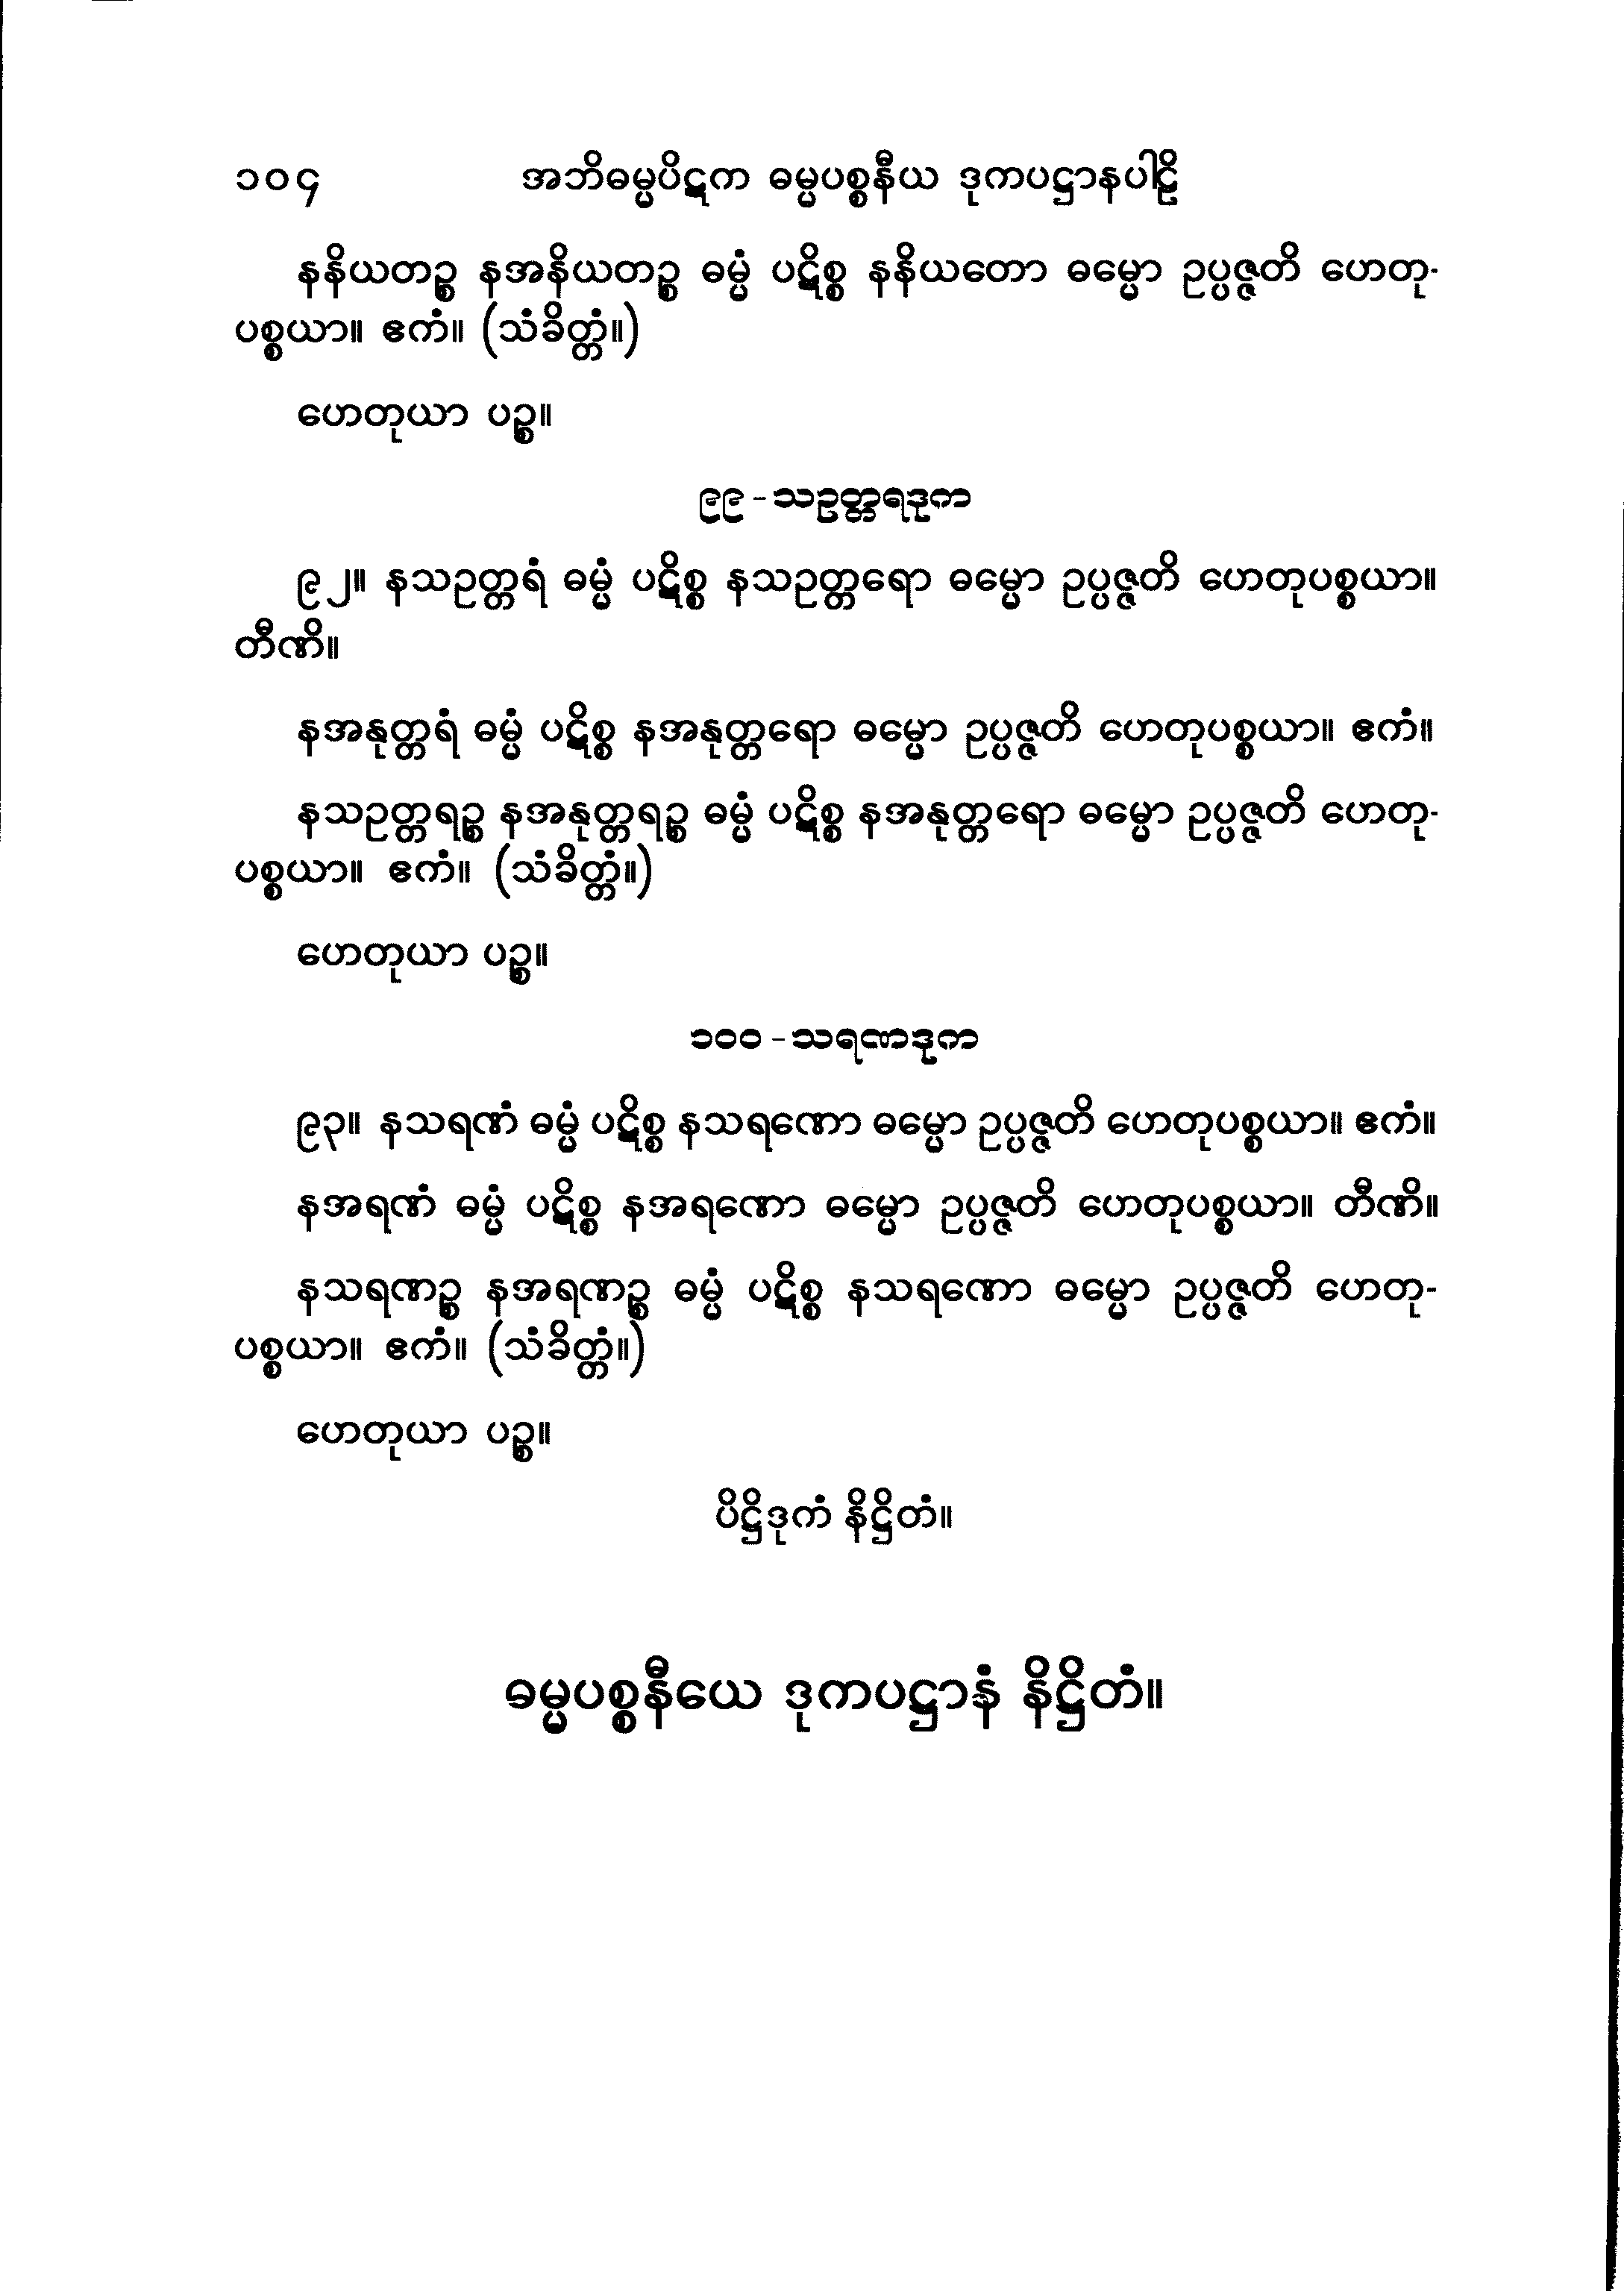 ၁၀၄ အဘိဓမ္မပိဋက ဓမ္မပစ္စနီယ ဒုကပဋ္ဌာနပါဠိ
နနိယတဉ္စ နအနိယတဉ္စ ဓမ္မံ ပဋိစ္စ နနိယတော ဓမ္မော ဥပ္ပဇ္ဇတိ ဟေတု-
ပစ္စယာ။ ဧကံ။ (သံခိတ္တံ။)
ဟေတုယာ ပဉ္စ။
၉၉-သဥတ္တရဒုက
၉၂။ နသဥတ္တရံ ဓမ္မံ ပဋိစ္စ နသဥတ္တရော ဓမ္မော ဥပ္ပဇ္ဇတိ ဟေတုပစ္စယာ။
တီဏိ။
နအနုတ္တရံ ဓမ္မံ ပဋိစ္စ နအနုတ္တရော ဓမ္မော ဥပ္ပဇ္ဇတိ ဟေတုပစ္စယာ။ ဧကံ။
နသဥတ္တရဉ္စ နအနုတ္တရဉ္စ ဓမ္မံ ပဋိစ္စ နအနုတ္တရော ဓမ္မော ဥပ္ပဇ္ဇတိ ဟေတု-
ပစ္စယာ။ ဧကံ။ (သံခိတ္တံ။)
ဟေတုယာ ပဉ္စ။
၁၀၀-သရဏဒုက
၉၃။ နသရဏံ ဓမ္မံ ပဋိစ္စ နသရဏော ဓမ္မော ဥပ္ပဇ္ဇတိ ဟေတုပစ္စယာ။ ဧကံ။
နအရဏံ ဓမ္မံ ပဋိစ္စ နအရဏော ဓမ္မော ဥပ္ပဇ္ဇတိ ဟေတုပစ္စယာ။ တီဏိ။
နသရဏဉ္စ နအရဏဉ္စ ဓမ္မံ ပဋိစ္စ နသရဏော ဓမ္မော ဥပ္ပဇ္ဇတိ ဟေတု-
ပစ္စယာ။ ဧကံ။ (သံခိတ္တံ။)
ဟေတုယာ ပဉ္စ။
ပိဋ္ဌိဒုကံ နိဋ္ဌိတံ။
ဓမ္မပစ္စနီယေ ဒုကပဋ္ဌာနံ နိဋ္ဌိတံ။